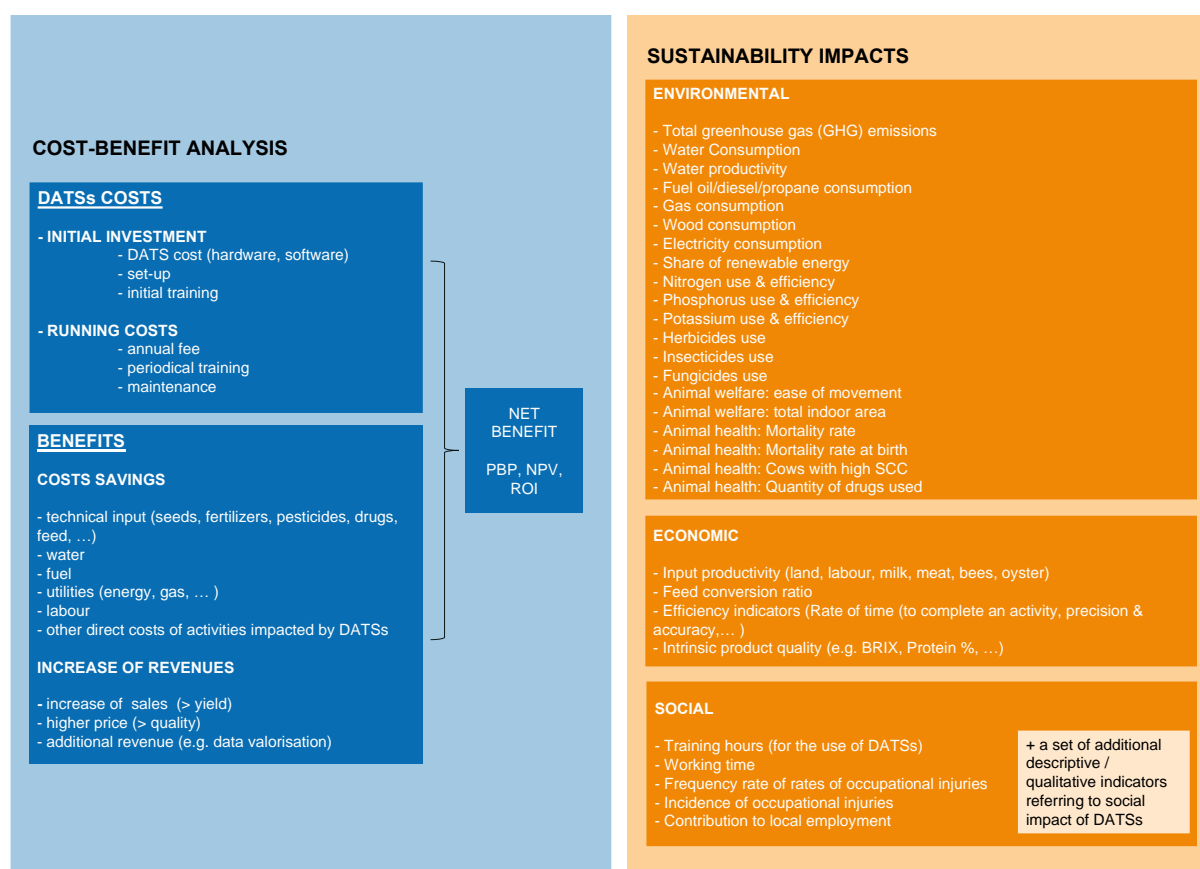 COST-BENEFIT ANALYSIS
DATSs COSTS
- INITIAL INVESTMENT
- DATS cost (hardware, software)
- set-up
- initial training
- RUNNING COSTS
- annual fee
- periodical training
- maintenance
BENEFITS
COSTS SAVINGS
- technical input (seeds, fertilizers, pesticides, drugs,
feed, …)
- water
- fuel
- utilities (energy, gas, … )
- labour
- other direct costs of activities impacted by DATSs
INCREASE OF REVENUES
- increase of  sales  (> yield)
- higher price (> quality)
- additional revenue (e.g. data valorisation)
NET
BENEFIT
PBP, NPV,
ROI
SUSTAINABILITY IMPACTS
ENVIRONMENTAL
- Total greenhouse gas (GHG) emissions
- Water Consumption
- Water productivity
- Fuel oil/diesel/propane consumption
- Gas consumption
- Wood consumption
- Electricity consumption
- Share of renewable energy
- Nitrogen use & efficiency
- Phosphorus use & efficiency
- Potassium use & efficiency
- Herbicides use
- Insecticides use
- Fungicides use
- Animal welfare: ease of movement
- Animal welfare: total indoor area
- Animal health: Mortality rate
- Animal health: Mortality rate at birth
- Animal health: Cows with high SCC
- Animal health: Quantity of drugs used
ECONOMIC
- Input productivity (land, labour, milk, meat, bees, oyster)
- Feed conversion ratio
- Efficiency indicators (Rate of time (to complete an activity, precision &
accuracy,… )
- Intrinsic product quality (e.g. BRIX, Protein %, …)
SOCIAL
- Training hours (for the use of DATSs)
- Working time
- Frequency rate of rates of occupational injuries
- Incidence of occupational injuries
- Contribution to local employment
+ a set of additional
descriptive /
qualitative indicators
referring to social
impact of DATSs